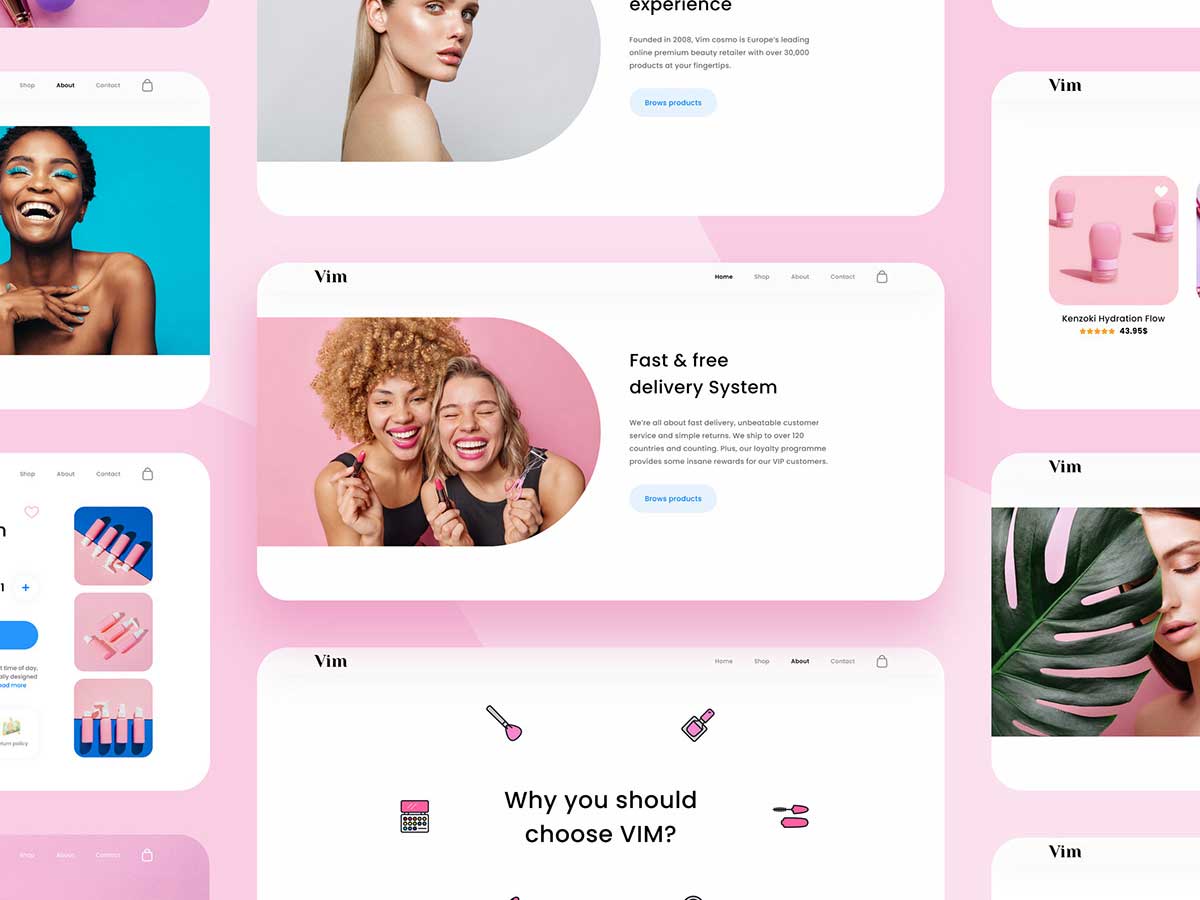 experience
Founded in 2008, Vim cosmo is Europe's leading
online premium beauty retailer with over 30,000
products at your fingertips.
Brows products
Shop About Contact
Vim
Kenzoki Hydration Flow
43.95$
Vim
Home Shop About Contact
Fast & free
delivery System
We're all about fast delivery, unbeatable customer
service and simple returns. We ship to over 120
countries and counting. Plus, our loyalty programme
provides some insane rewards for our VIP customers.
Brows products
Shop About Contact
1 +
t time of day,
designed
more
policy
Vim
Vim
Home Shop About Contact
Why you should
choose VIM?
Shop About Contact
Vim